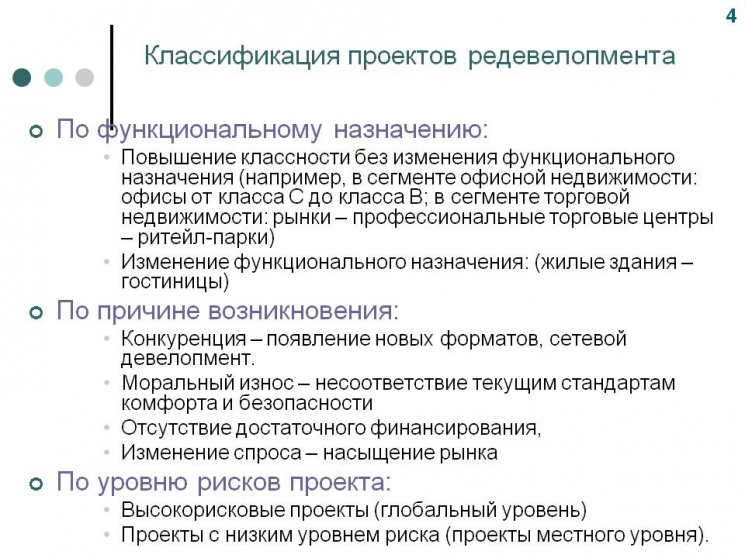 4
Классификация проектов редевелопмента
По функциональному назначению:
Повышение классности без изменения функционального
назначения (например, в сегменте офисной недвижимости:
офисы от класса С до класса В; в сегменте торговой
недвижимости: рынки – профессиональные торговые центры
– ритейл-парки)
Изменение функционального назначения: (жилые здания –
гостиницы)
По причине возникновения:
Конкуренция – появление новых форматов, сетевой
девелопмент.
Моральный износ – несоответствие текущим стандартам
комфорта и безопасности
Отсутствие достаточного финансирования,
Изменение спроса – насыщение рынка
По уровню рисков проекта:
Высокорисковые проекты (глобальный уровень)
Проекты с низким уровнем риска (проекты местного уровня).